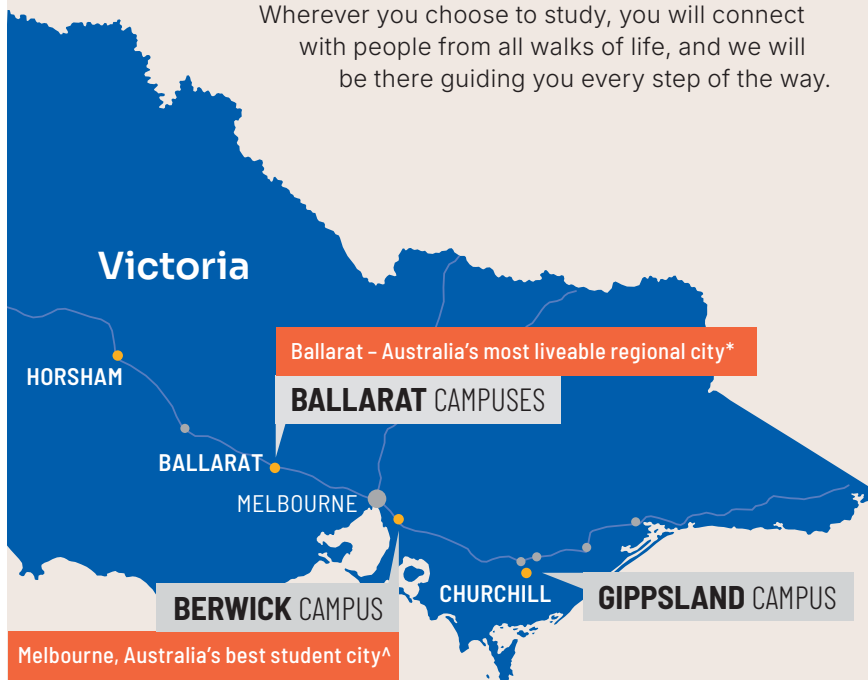 Wherever you choose to study, you will connect
with people from all walks of life, and we will
be there guiding you every step of the way.
Victoria
Ballarat – Australia's most liveable regional city*
HORSHAM
BALLARAT CAMPUSES
BALLARAT
MELBOURNE
CHURCHILL
GIPPSLAND CAMPUS
BERWICK CAMPUS
Melbourne, Australia's best student city^